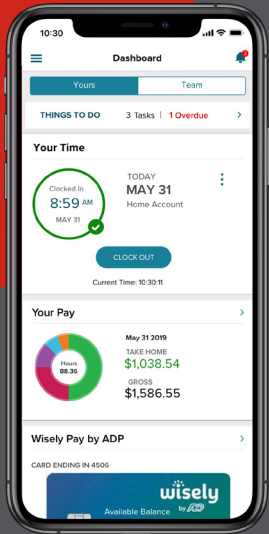 10:30
Dashboard
Yours Team
THINGS TO DO 3 Tasks | 1 Overdue
Your Time
Clocked In
8:59 AM
MAY 31
TODAY
MAY 31
Home Account
CLOCK OUT
Current Time: 10:30:11
Your Pay
Hours
88.36
May 31 2019
TAKE HOME
$1,038.54
GROSS
$1,586.55
Wisely Pay by ADP
CARD ENDING IN 4506
wisely
by ADP
Available Balance